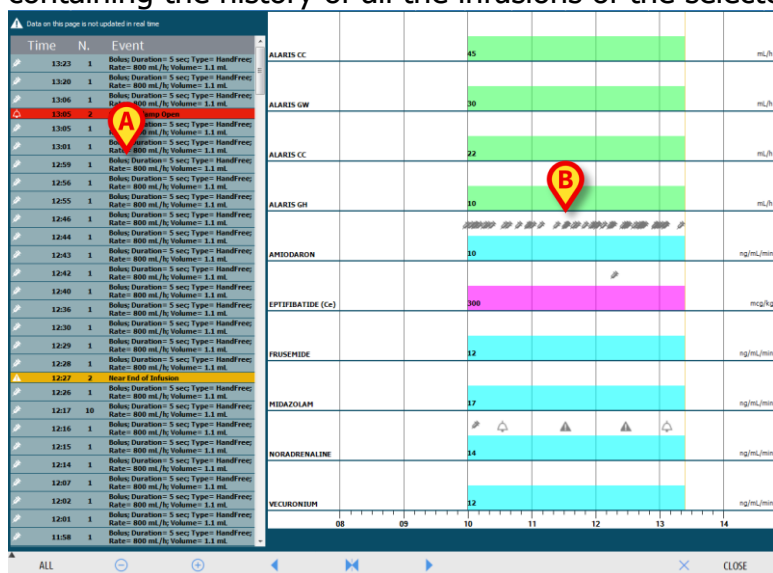 containing the history of all the infusions of the
Data on this page is not updated in real time
Time N. Event
13:23 1 Bolus; Duration= 5 sec; Type= HandFree;
Rate= 800 mL/h; Volume= 1.1 mL
13:20 1 Bolus; Duration= 5 sec; Type= HandFree;
Rate= 800 mL/h; Volume= 1.1 mL
13:06 1 Bolus; Duration= 5 sec; Type= HandFree;
mL/h; Volume= 1.1 mL
13:05 2 Open
13:05 1 5 sec; Type= HandFree;
mL/h; Volume= 1.1 mL
13:01 1 5 sec; Type= HandFree;
Rate= 800 mL/h; Volume= 1.1 mL
12:59 1 Bolus; Duration= 5 sec; Type= HandFree;
Rate= 800 mL/h; Volume= 1.1 mL
12:56 1 Bolus; Duration= 5 sec; Type= HandFree;
Rate= 800 mL/h; Volume= 1.1 mL
12:55 1 Bolus; Duration= 5 sec; Type= HandFree;
Rate= 800 mL/h; Volume= 1.1 mL
12:46 1 Bolus; Duration= 5 sec; Type= HandFree;
Rate= 800 mL/h; Volume= 1.1 mL
12:44 1 Bolus; Duration= 5 sec; Type= HandFree;
Rate= 800 mL/h; Volume= 1.1 mL
12:43 1 Bolus; Duration= 5 sec; Type= HandFree;
Rate= 800 mL/h; Volume= 1.1 mL
12:42 1 Bolus; Duration= 5 sec; Type= HandFree;
Rate= 800 mL/h; Volume= 1.1 mL
12:40 1 Bolus; Duration= 5 sec; Type= HandFree;
Rate= 800 mL/h; Volume= 1.1 mL
12:36 1 Bolus; Duration= 5 sec; Type= HandFree;
Rate= 800 mL/h; Volume= 1.1 mL
12:30 1 Bolus; Duration= 5 sec; Type= HandFree;
Rate= 800 mL/h; Volume= 1.1 mL
12:29 1 Bolus; Duration= 5 sec; Type= HandFree;
Rate= 800 mL/h; Volume= 1.1 mL
12:28 1 Bolus; Duration= 5 sec; Type= HandFree;
Rate= 800 mL/h; Volume= 1.1 mL
12:27 2 Near End of Infusion
12:26 1 Bolus; Duration= 5 sec; Type= HandFree;
Rate= 800 mL/h; Volume= 1.1 mL
12:17 10 Bolus; Duration= 5 sec; Type= HandFree;
Rate= 800 mL/h; Volume= 1.1 mL
12:16 1 Bolus; Duration= 5 sec; Type= HandFree;
Rate= 800 mL/h; Volume= 1.1 mL
12:15 1 Bolus; Duration= 5 sec; Type= HandFree;
Rate= 800 mL/h; Volume= 1.1 mL
12:14 1 Bolus; Duration= 5 sec; Type= HandFree;
Rate= 800 mL/h; Volume= 1.1 mL
12:07 1 Bolus; Duration= 5 sec; Type= HandFree;
Rate= 800 mL/h; Volume= 1.1 mL
12:02 1 Bolus; Duration= 5 sec; Type= HandFree;
Rate= 800 mL/h; Volume= 1.1 mL
12:01 1 Bolus; Duration= 5 sec; Type= HandFree;
Rate= 800 mL/h; Volume= 1.1 mL
11:58 1 Bolus; Duration= 5 sec; Type= HandFree;
Rate= 800 mL/h; Volume= 1.1 mL
A
ALARIS CC 45 mL/h
ALARIS GW 30 mL/h
ALARIS CC 22 mL/h
B
ALARIS GH 10 mL/h
AMIODARON 10 ng/mL/min
EPTIFIBATIDE (Ce) 300 mcg/kg
FRUSEMIDE 12 ng/mL/min
MIDAZOLAM 17 ng/mL/min
NORADRENALINE 14 ng/mL/min
VECURONIUM 12 ng/mL/min
08 09 10 11 12 13 14
ALL CLOSE